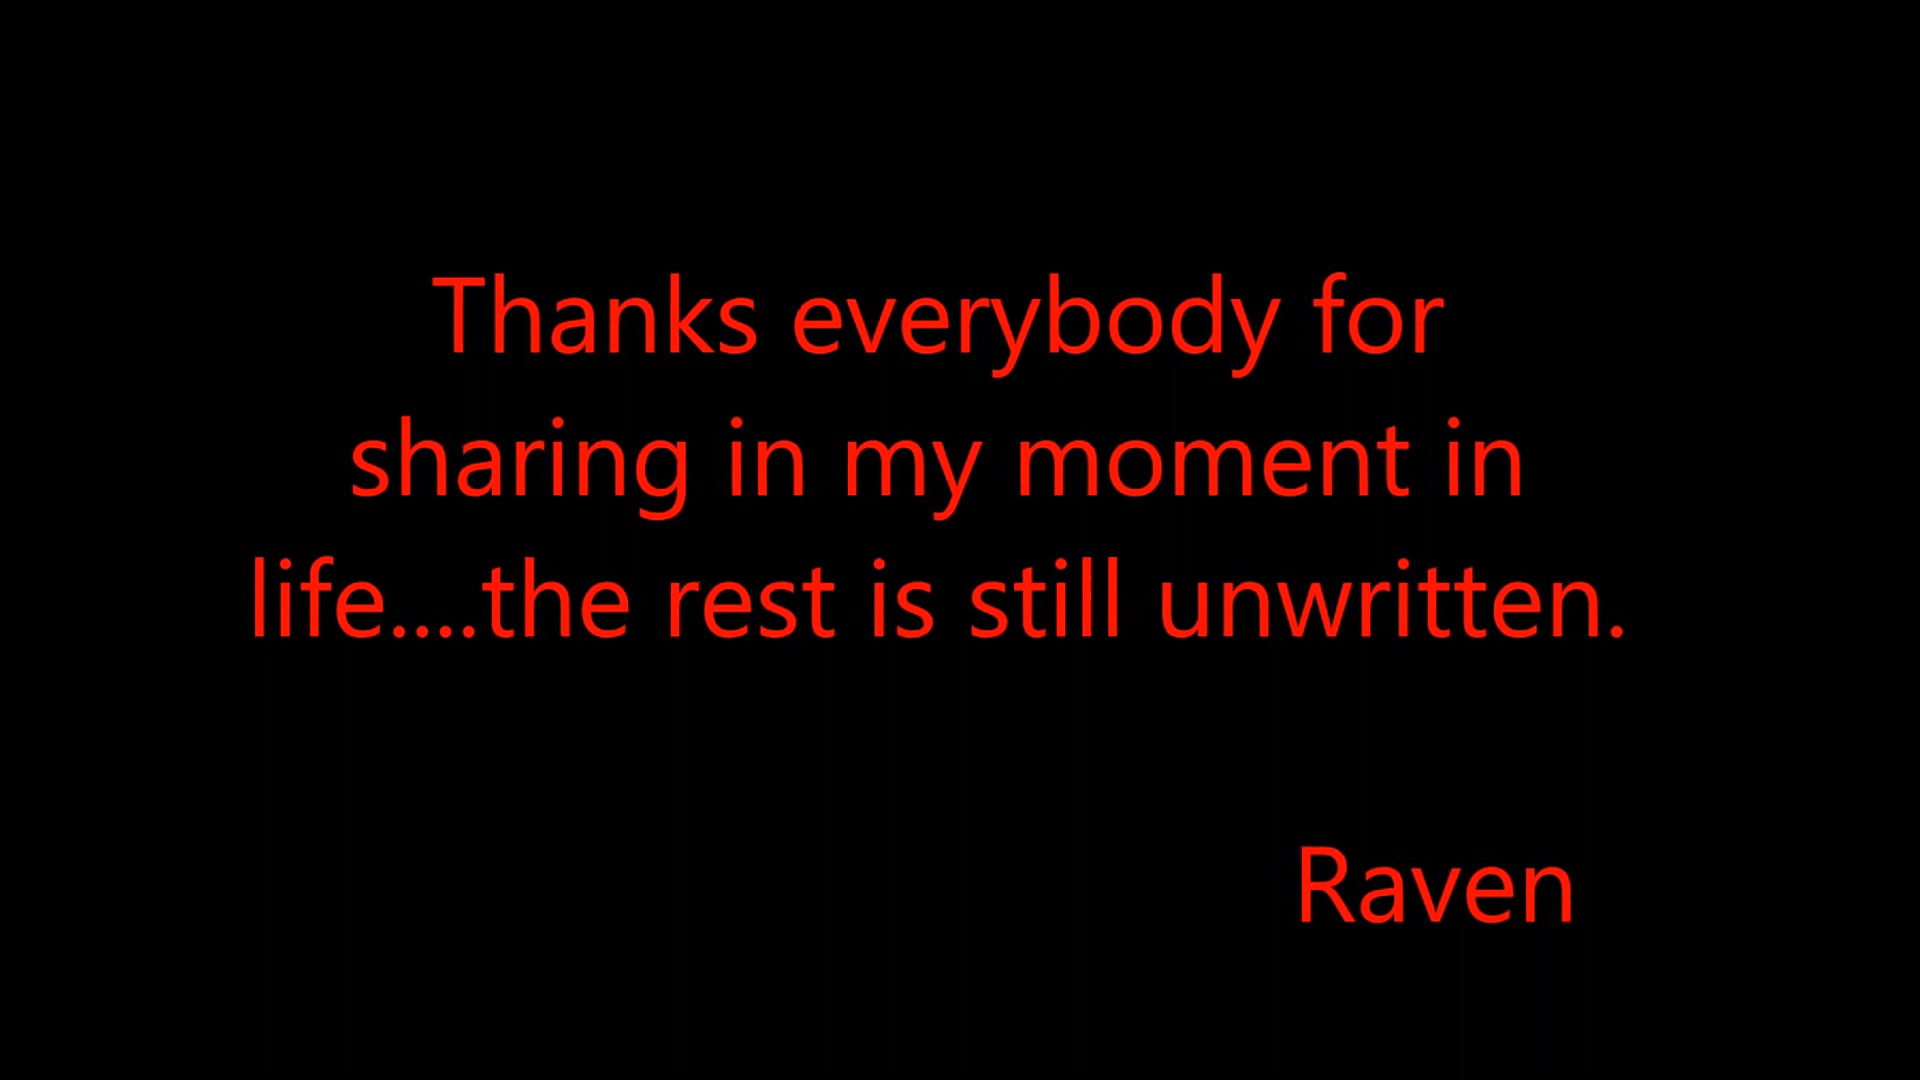 Thanks everybody for
sharing in my moment in
life....the rest is still unwritten.
Raven